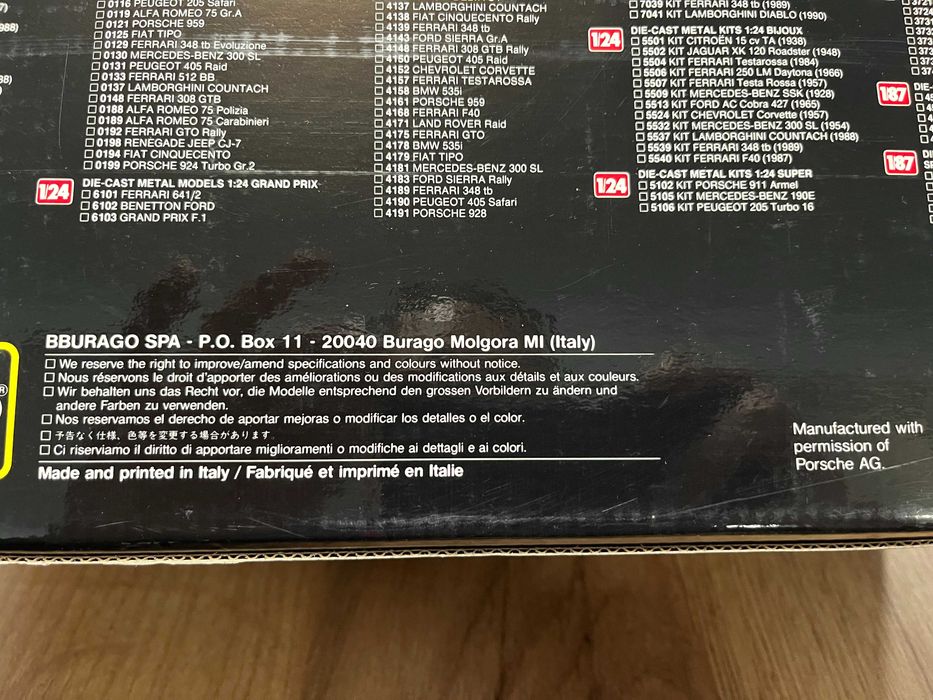 0116 PEUGEOT 205 Safari
0119 ALFA ROMEO 75 Gr.A
0121 PORSCHE 959
0125 FIAT TIPO
0129 FERRARI 348 tb Evoluzione
0130 MERCEDES-BENZ 300 SL
0131 PEUGEOT 405 Raid
0133 FERRARI 512 BB
0137 LAMBORGHINI COUNTACH
0148 FERRARI 308 GTB
0188 ALFA ROMEO 75 Polizia
0189 ALFA ROMEO 75 Carabinieri
0192 FERRARI GTO Rally
0198 RENEGADE JEEP CJ-7
0194 FIAT CINQUECENTO
0199 PORSCHE 924 Turbo Gr.2
1/24 DIE-CAST METAL MODELS 1:24 GRAND PRIX
6101 FERRARI 641/2
6102 BENETTON FORD
6103 GRAND PRIX F.1
4137 LAMBORGHINI COUNTACH
4138 FIAT CINQUECENTO Rally
4139 FERRARI 348 tb
4143 FORD SIERRA Gr.A
4148 FERRARI 308 GTB Rally
4150 PEUGEOT 405 Raid
4152 CHEVROLET CORVETTE
4157 FERRARI TESTAROSSA
4158 BMW 535i
4161 PORSCHE 959
4168 FERRARI F40
4171 LAND ROVER Raid
4175 FERRARI GTO
4178 BMW 535i
4179 FIAT TIPO
4181 MERCEDES-BENZ 300 SL
4183 FORD SIERRA Rally
4189 FERRARI 348 tb
4190 PEUGEOT 405 Safari
4191 PORSCHE 928
7039 KIT FERRARI 348 tb (1989)
7041 KIT LAMBORGHINI DIABLO (1990)
1/24 DIE-CAST METAL KITS 1:24 BIJOUX
5501 KIT CITROËN 15 cv TA (1938)
5502 KIT JAGUAR XK 120 Roadster (1948)
5504 KIT FERRARI Testarossa (1984)
5506 KIT FERRARI 250 LM Daytona (1966)
5507 KIT FERRARI Testa Rossa (1957)
5509 KIT MERCEDES-BENZ SSK (1928)
5513 KIT FORD AC Cobra 427 (1965)
5524 KIT CHEVROLET Corvette (1957)
5532 KIT MERCEDES-BENZ 300 SL (1954)
5537 KIT LAMBORGHINI COUNTACH (1988)
5539 KIT FERRARI 348 tb (1989)
5540 KIT FERRARI F40 (1987)
1/24 DIE-CAST METAL KITS 1:24 SUPER
5102 KIT PORSCHE 911 Armel
5105 KIT MERCEDES-BENZ 190E
5106 KIT PEUGEOT 205 Turbo 16
1/87
1/87
BBURAGO SPA - P.O. Box 11 - 20040 Burago Molgora MI (Italy)
We reserve the right to improve/amend specifications and colours without notice.
Nous réservons le droit d'apporter des améliorations ou des modifications aux détails et aux couleurs.
Wir behalten uns das Recht vor, die Modelle entsprechend den grossen Vorbildern zu ändern und
andere Farben zu verwenden.
Nos reservamos el derecho de aportar mejoras o modificar los detalles o el color.
予告なく仕様、色等を変更する場合があります。
Ci riserviamo il diritto di apportare miglioramenti o modifiche ai dettagli e ai colori.
Made and printed in Italy / Fabriqué et imprimé en Italie
Manufactured with
permission of
Porsche AG.